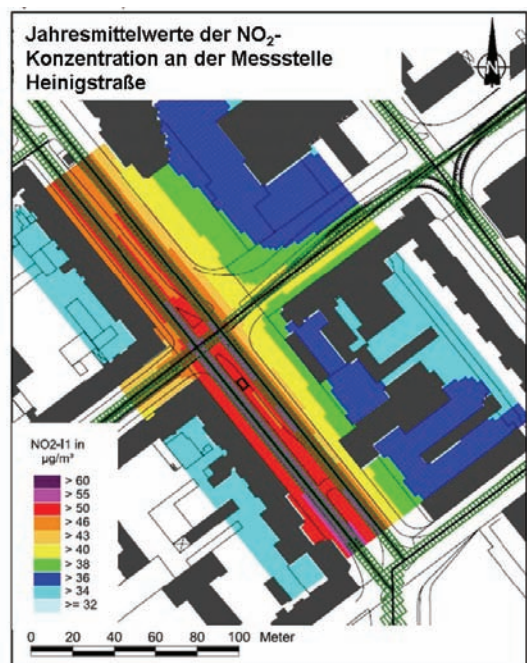 Jahresmittelwerte der NO₂-
Konzentration an der Messstelle
Heinigstraße
N
NO2-I1 in
µg/m³
> 60
> 55
> 50
> 46
> 43
> 40
> 38
> 36
> 34
>= 32
0 20 40 60 80 100 Meter